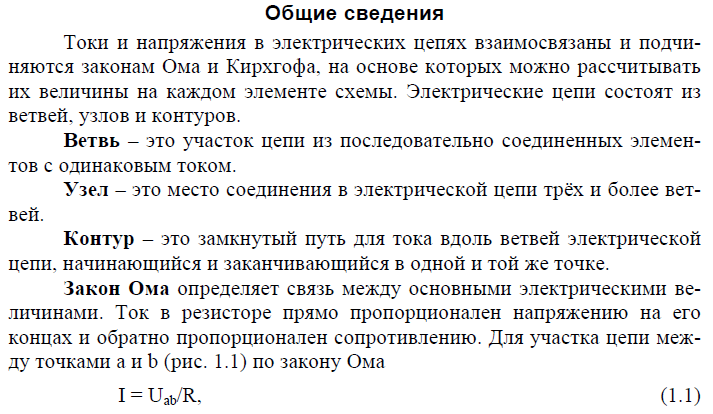 Общие сведения
Токи и напряжения в электрических цепях взаимосвязаны и подчи-
няются законам Ома и Кирхгофа, на основе которых можно рассчитывать
их величины на каждом элементе схемы. Электрические цепи состоят из
ветвей, узлов и контуров.
Ветвь – это участок цепи из последовательно соединенных элемен-
тов с одинаковым током.
Узел – это место соединения в электрической цепи трёх и более вет-
вей.
Контур – это замкнутый путь для тока вдоль ветвей электрической
цепи, начинающийся и заканчивающийся в одной и той же точке.
Закон Ома определяет связь между основными электрическими ве-
личинами. Ток в резисторе прямо пропорционален напряжению на его
концах и обратно пропорционален сопротивлению. Для участка цепи меж-
ду точками a и b (рис. 1.1) по закону Ома
I = Uab/R, (1.1)